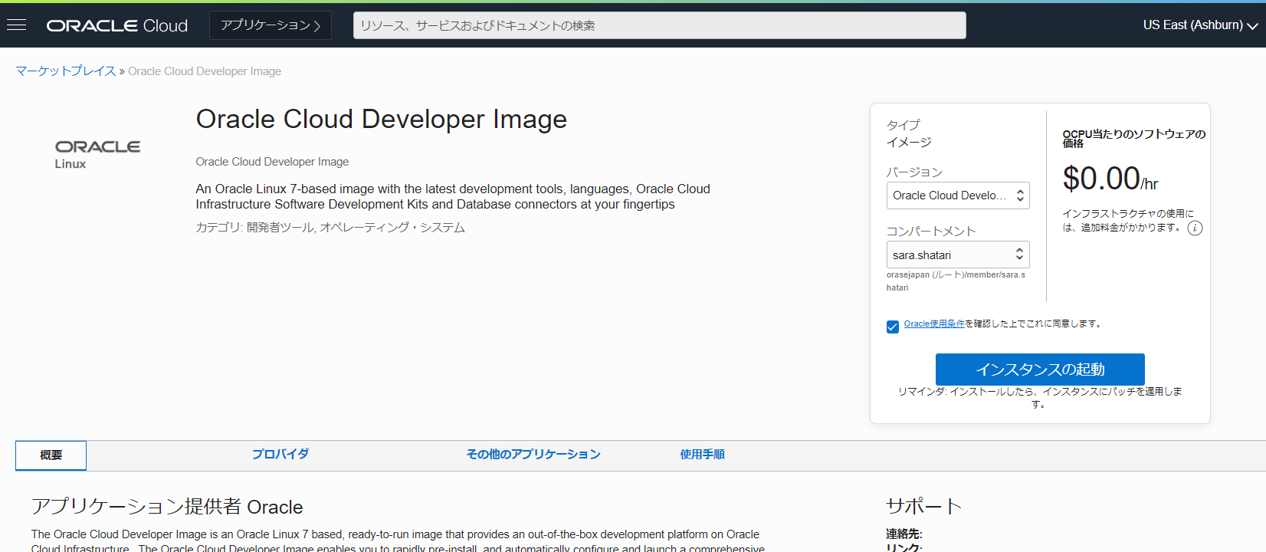 ORACLE Cloud
アプリケーション
リソース、サービスおよびドキュメントの検索
US East (Ashburn)
マーケットプレイス » Oracle Cloud Developer Image
ORACLE
Linux
Oracle Cloud Developer Image
Oracle Cloud Developer Image
An Oracle Linux 7-based image with the latest development tools, languages, Oracle Cloud
Infrastructure Software Development Kits and Database connectors at your fingertips
カテゴリ: 開発者ツール, オペレーティング・システム
タイプ
イメージ
バージョン
Oracle Cloud Develo...
コンパートメント
sara.shatari
orasejapan (ルート)/member/sara.s
hatari
OCPU当たりのソフトウェアの
価格
$0.00/hr
インフラストラクチャの使用に
は、追加料金がかかります。
Oracle使用条件を確認した上でこれに同意します。
インスタンスの起動
リマインダ: インストールしたら、インスタンスにパッチを適用しま
す。
概要
プロバイダ
その他のアプリケーション
使用手順
アプリケーション提供者 Oracle
The Oracle Cloud Developer Image is an Oracle Linux 7 based, ready-to-run image that provides an out-of-the-box development platform on Oracle
Cloud Infrastructure. The Oracle Cloud Developer Image enables you to rapidly pre-install, and automatically configure and launch a comprehensive
サポート
連絡先:
リンク: